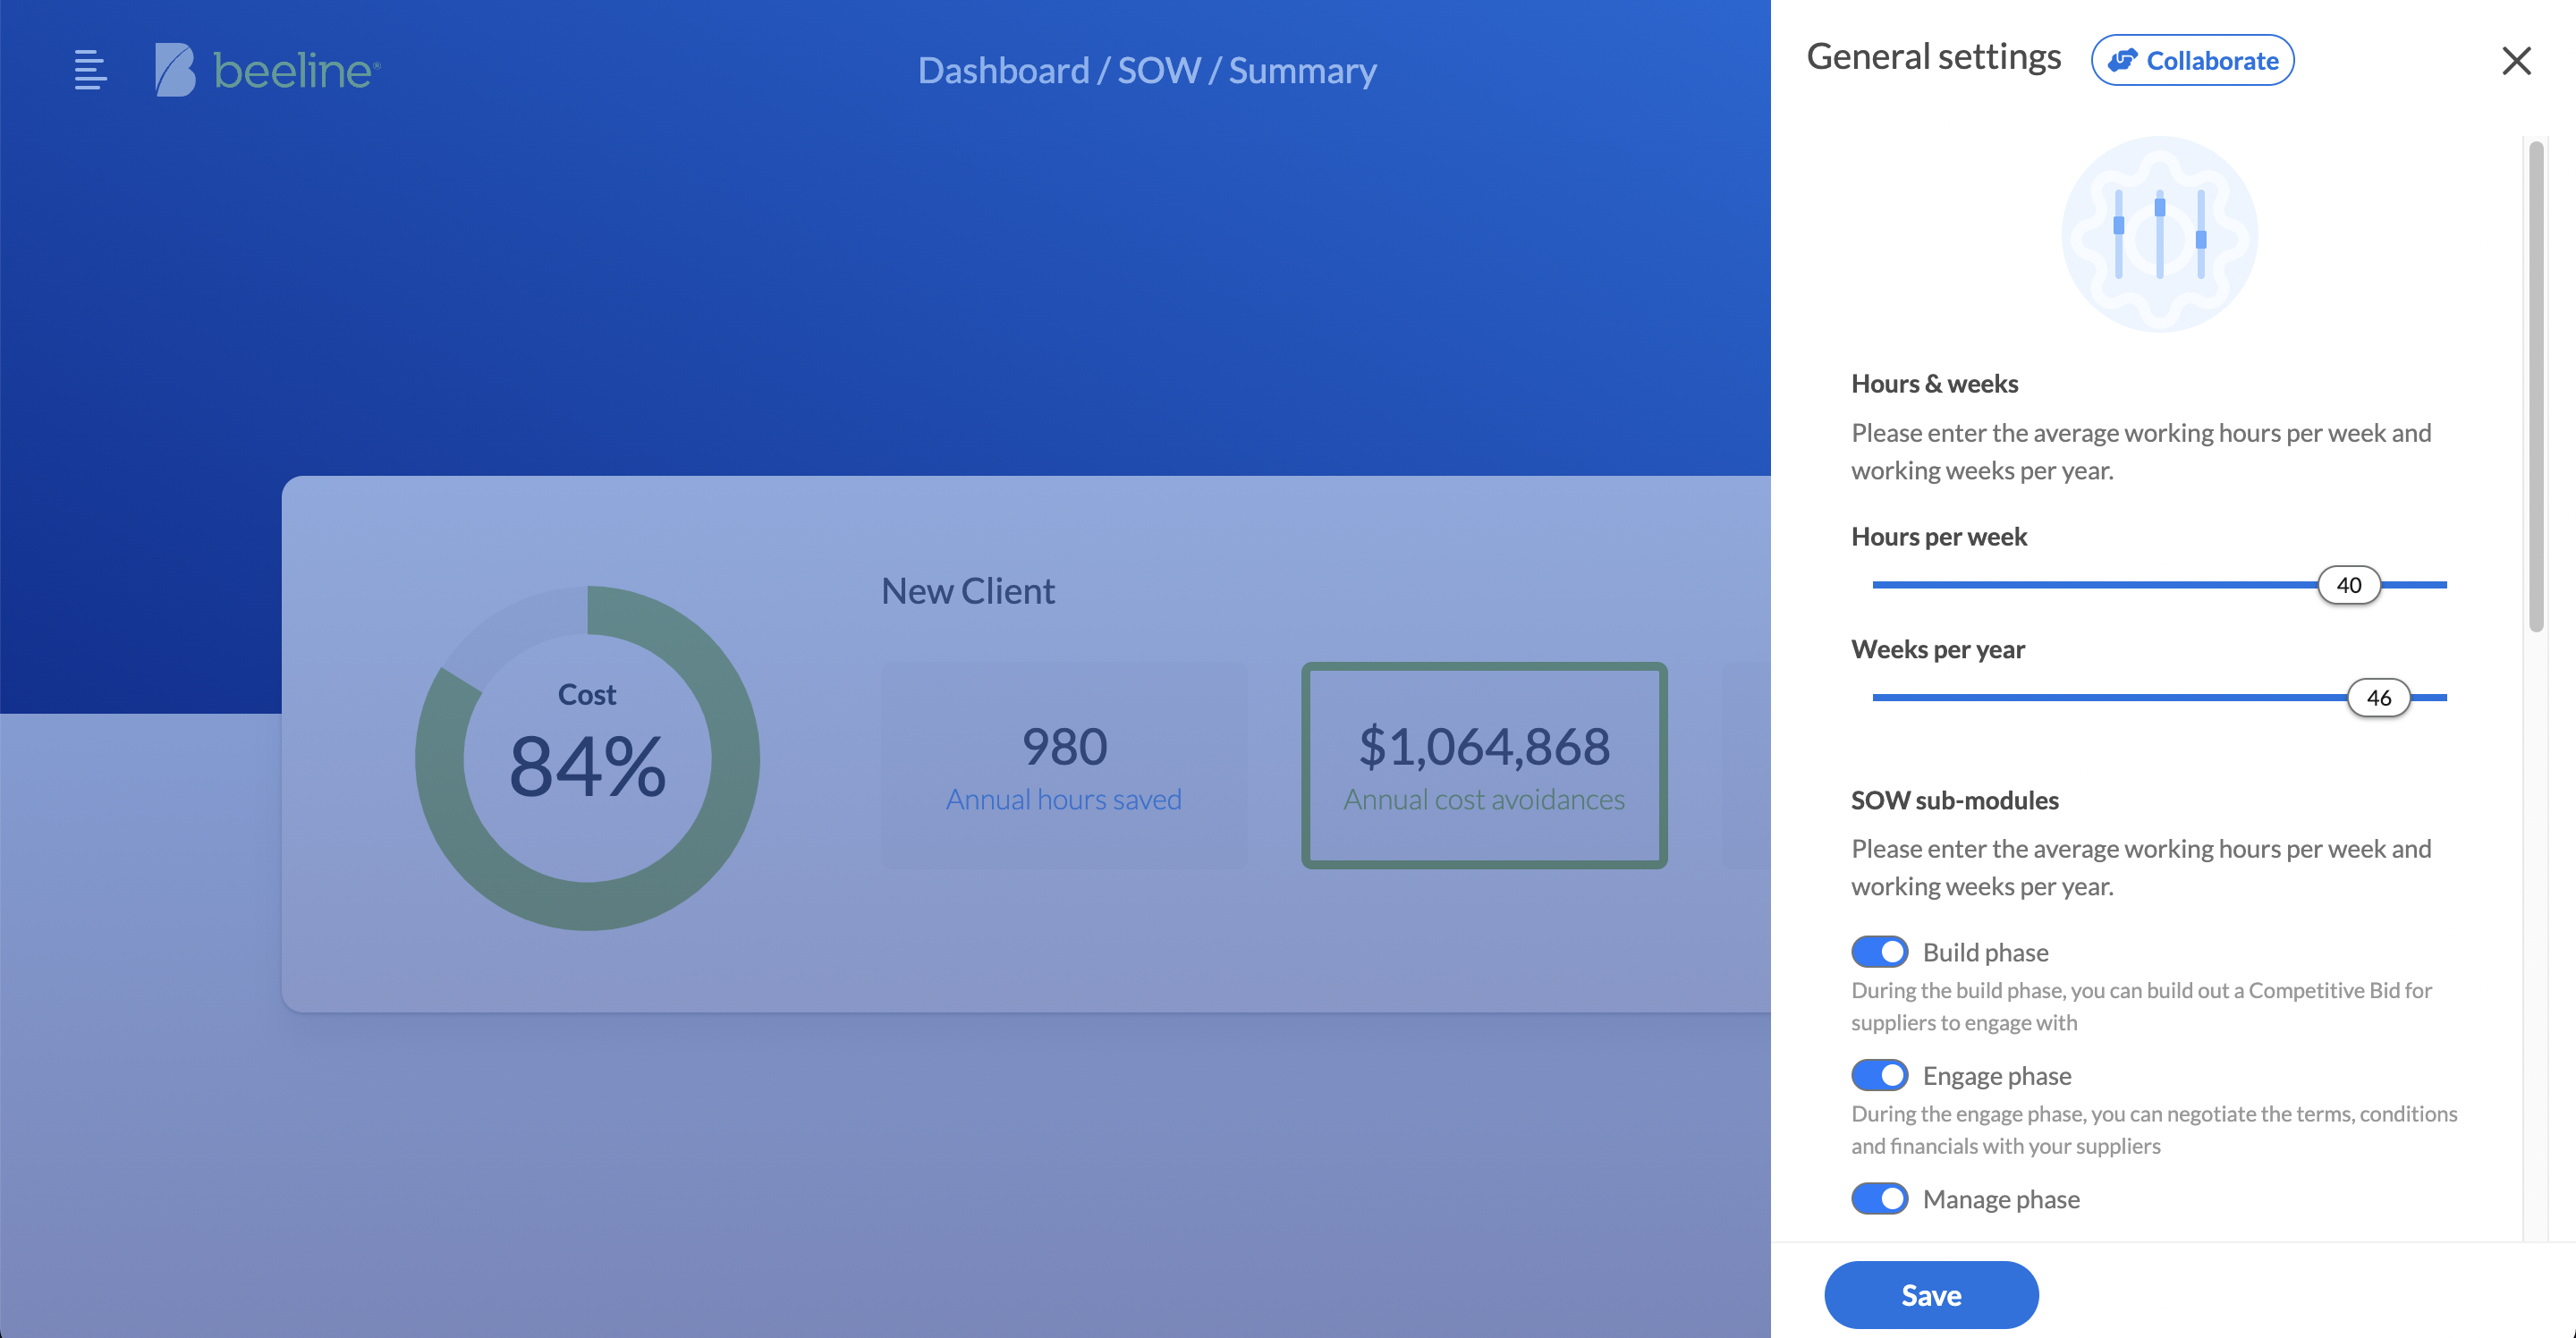 beeline®
Dashboard / SOW / Summary
New Client
Cost
84%
980
Annual hours saved
$1,064,868
Annual cost avoidances
General settings
Collaborate
Hours & weeks
Please enter the average working hours per week and
working weeks per year.
Hours per week
40
Weeks per year
46
SOW sub-modules
Please enter the average working hours per week and
working weeks per year.
Build phase
During the build phase, you can build out a Competitive Bid for
suppliers to engage with
Engage phase
During the engage phase, you can negotiate the terms, conditions
and financials with your suppliers
Manage phase
Save